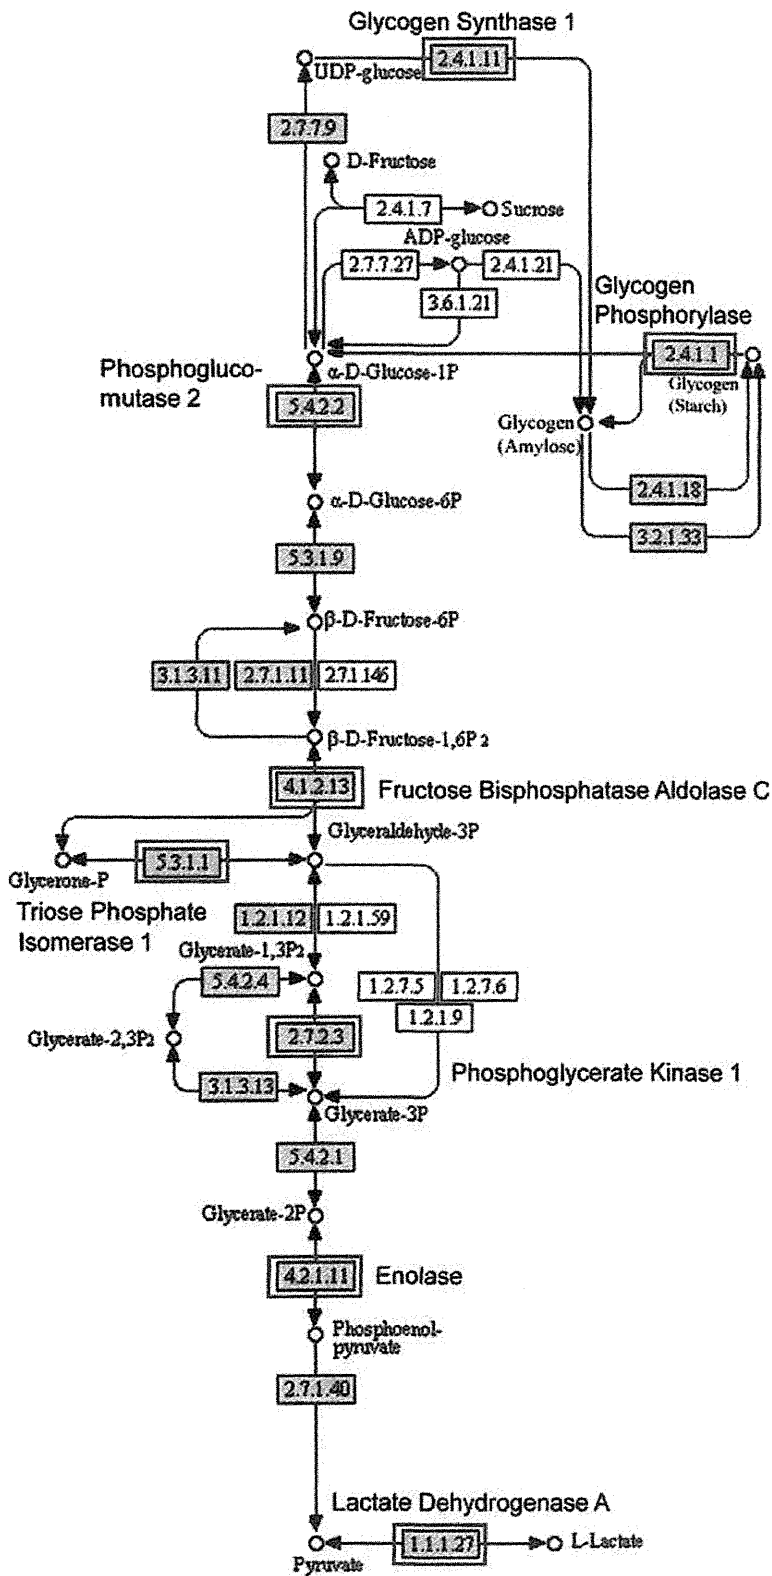 Glycogen Synthase 1
UDP-glucose
2.4.1.11
2.7.7.9
D-Fructose
2.4.1.7
Sucrose
ADP-glucose
2.7.7.27
2.4.1.21
3.6.1.21
Glycogen
Phosphorylase
2.4.1.1
Phosphogluco-
mutase 2
α-D-Glucose-1P
Glycogen
(Starch)
5.4.2.2
Glycogen
(Amylose)
2.4.1.18
α-D-Glucose-6P
3.2.1.33
5.3.1.9
β-D-Fructose-6P
3.1.3.11
2.7.1.11
2.7.1.146
β-D-Fructose-1,6P2
4.1.2.13
Fructose Bisphosphatase Aldolase C
Glyceraldehyde-3P
5.3.1.1
Glycerone-P
Triose Phosphate
Isomerase 1
1.2.1.12
1.2.1.59
Glycerate-1,3P2
5.4.2.4
1.2.7.5
1.2.7.6
1.2.1.9
Glycerate-2,3P2
2.7.2.3
Phosphoglycerate Kinase 1
3.1.3.13
Glycerate-3P
5.4.2.1
Glycerate-2P
4.2.1.11
Enolase
Phosphoenol-
pyruvate
2.7.1.40
Lactate Dehydrogenase A
Pyruvate
1.1.1.27
L-Lactate